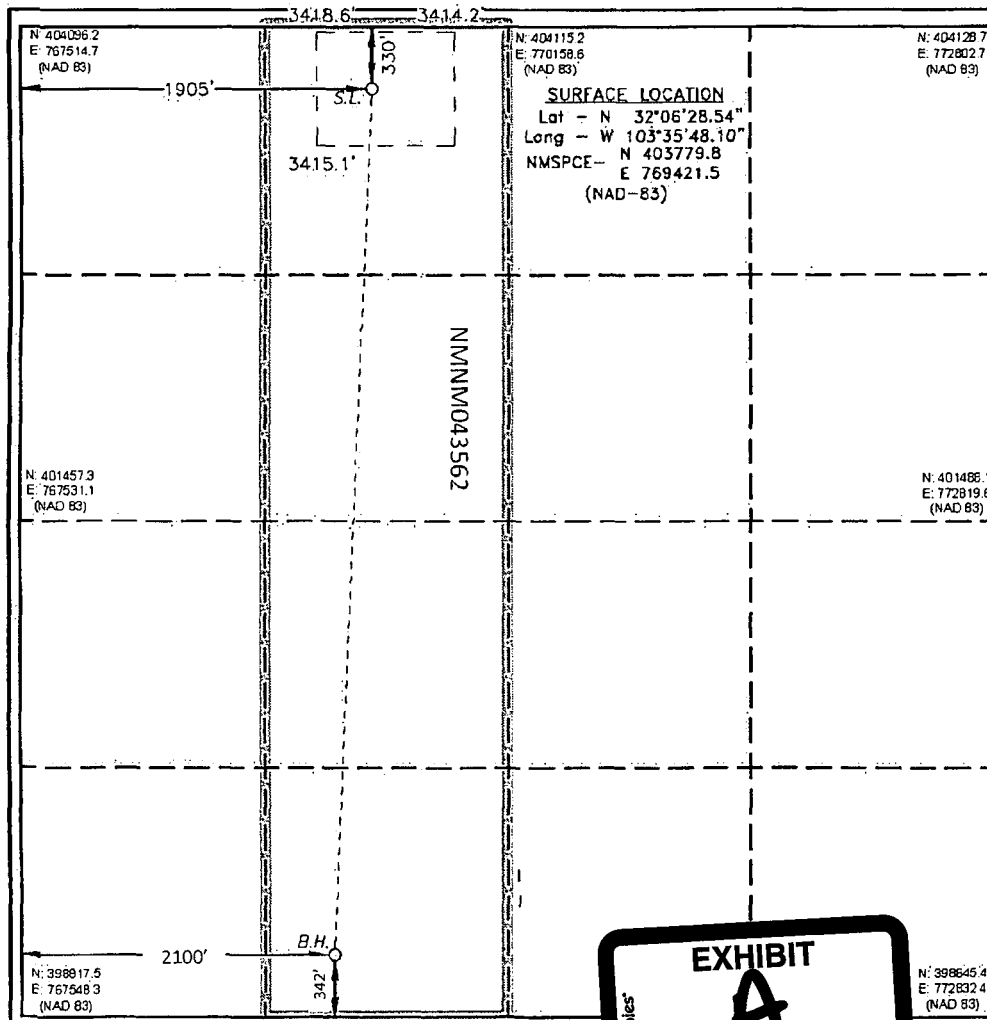 3418.6' 3414.2'
N: 404096.2
E: 767514.7
(NAD 83)
330'
N: 404115.2
E: 770158.6
(NAD 83)
N: 404128.7
E: 772802.7
(NAD 83)
1905'
S.L.
3415.1'
SURFACE LOCATION
Lat - N 32°06'28.54"
Long - W 103°35'48.10"
NMSPCE- N 403779.8
E 769421.5
(NAD-83)
NMNM043562
N: 401457.3
E: 767531.1
(NAD 83)
N: 401486.
E: 772819.6
(NAD 83)
B.H.
2100'
342'
N: 398817.5
E: 767548.3
(NAD 83)
EXHIBIT
A
N: 398845.4
E: 772832.4
(NAD 83)